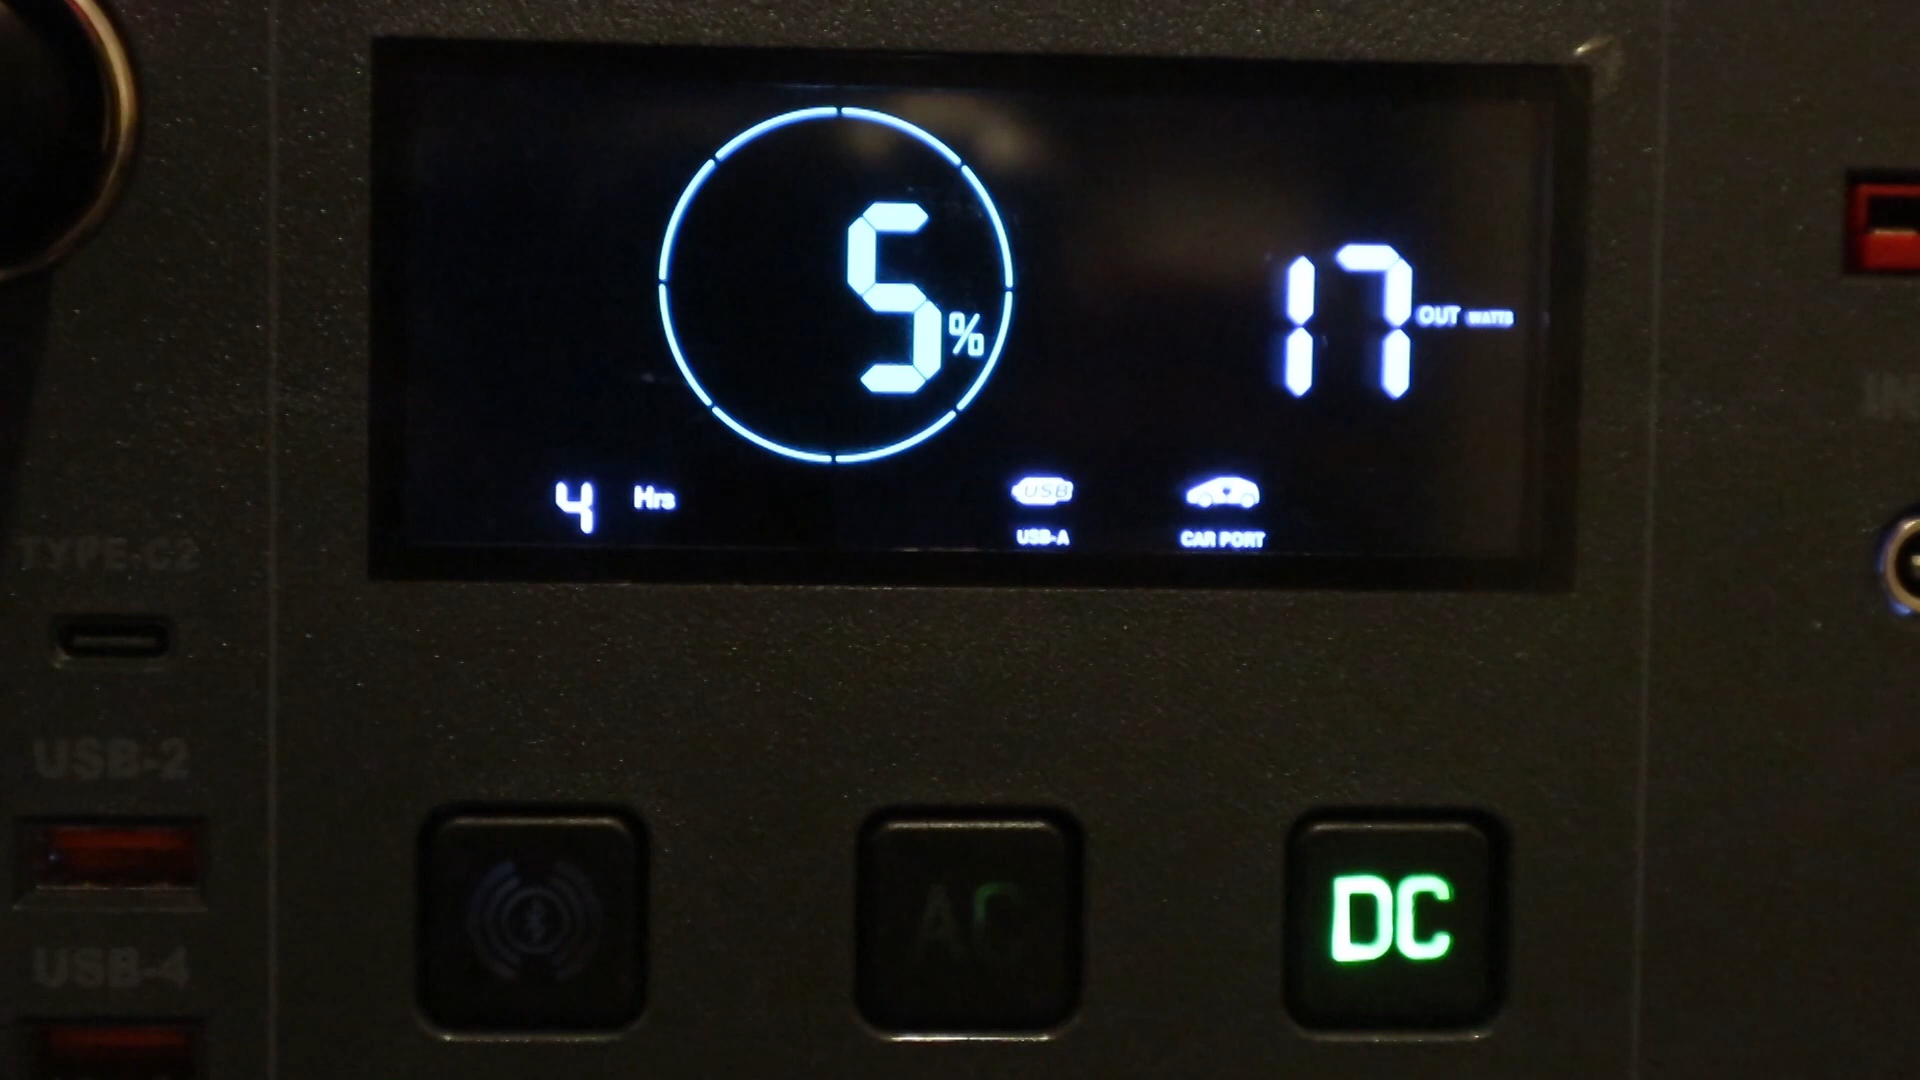 5%
17 OUT WATTS
4 Hrs
USB
USB-A
CAR PORT
TYPE-C2
USB-2
USB-4
AC
DC